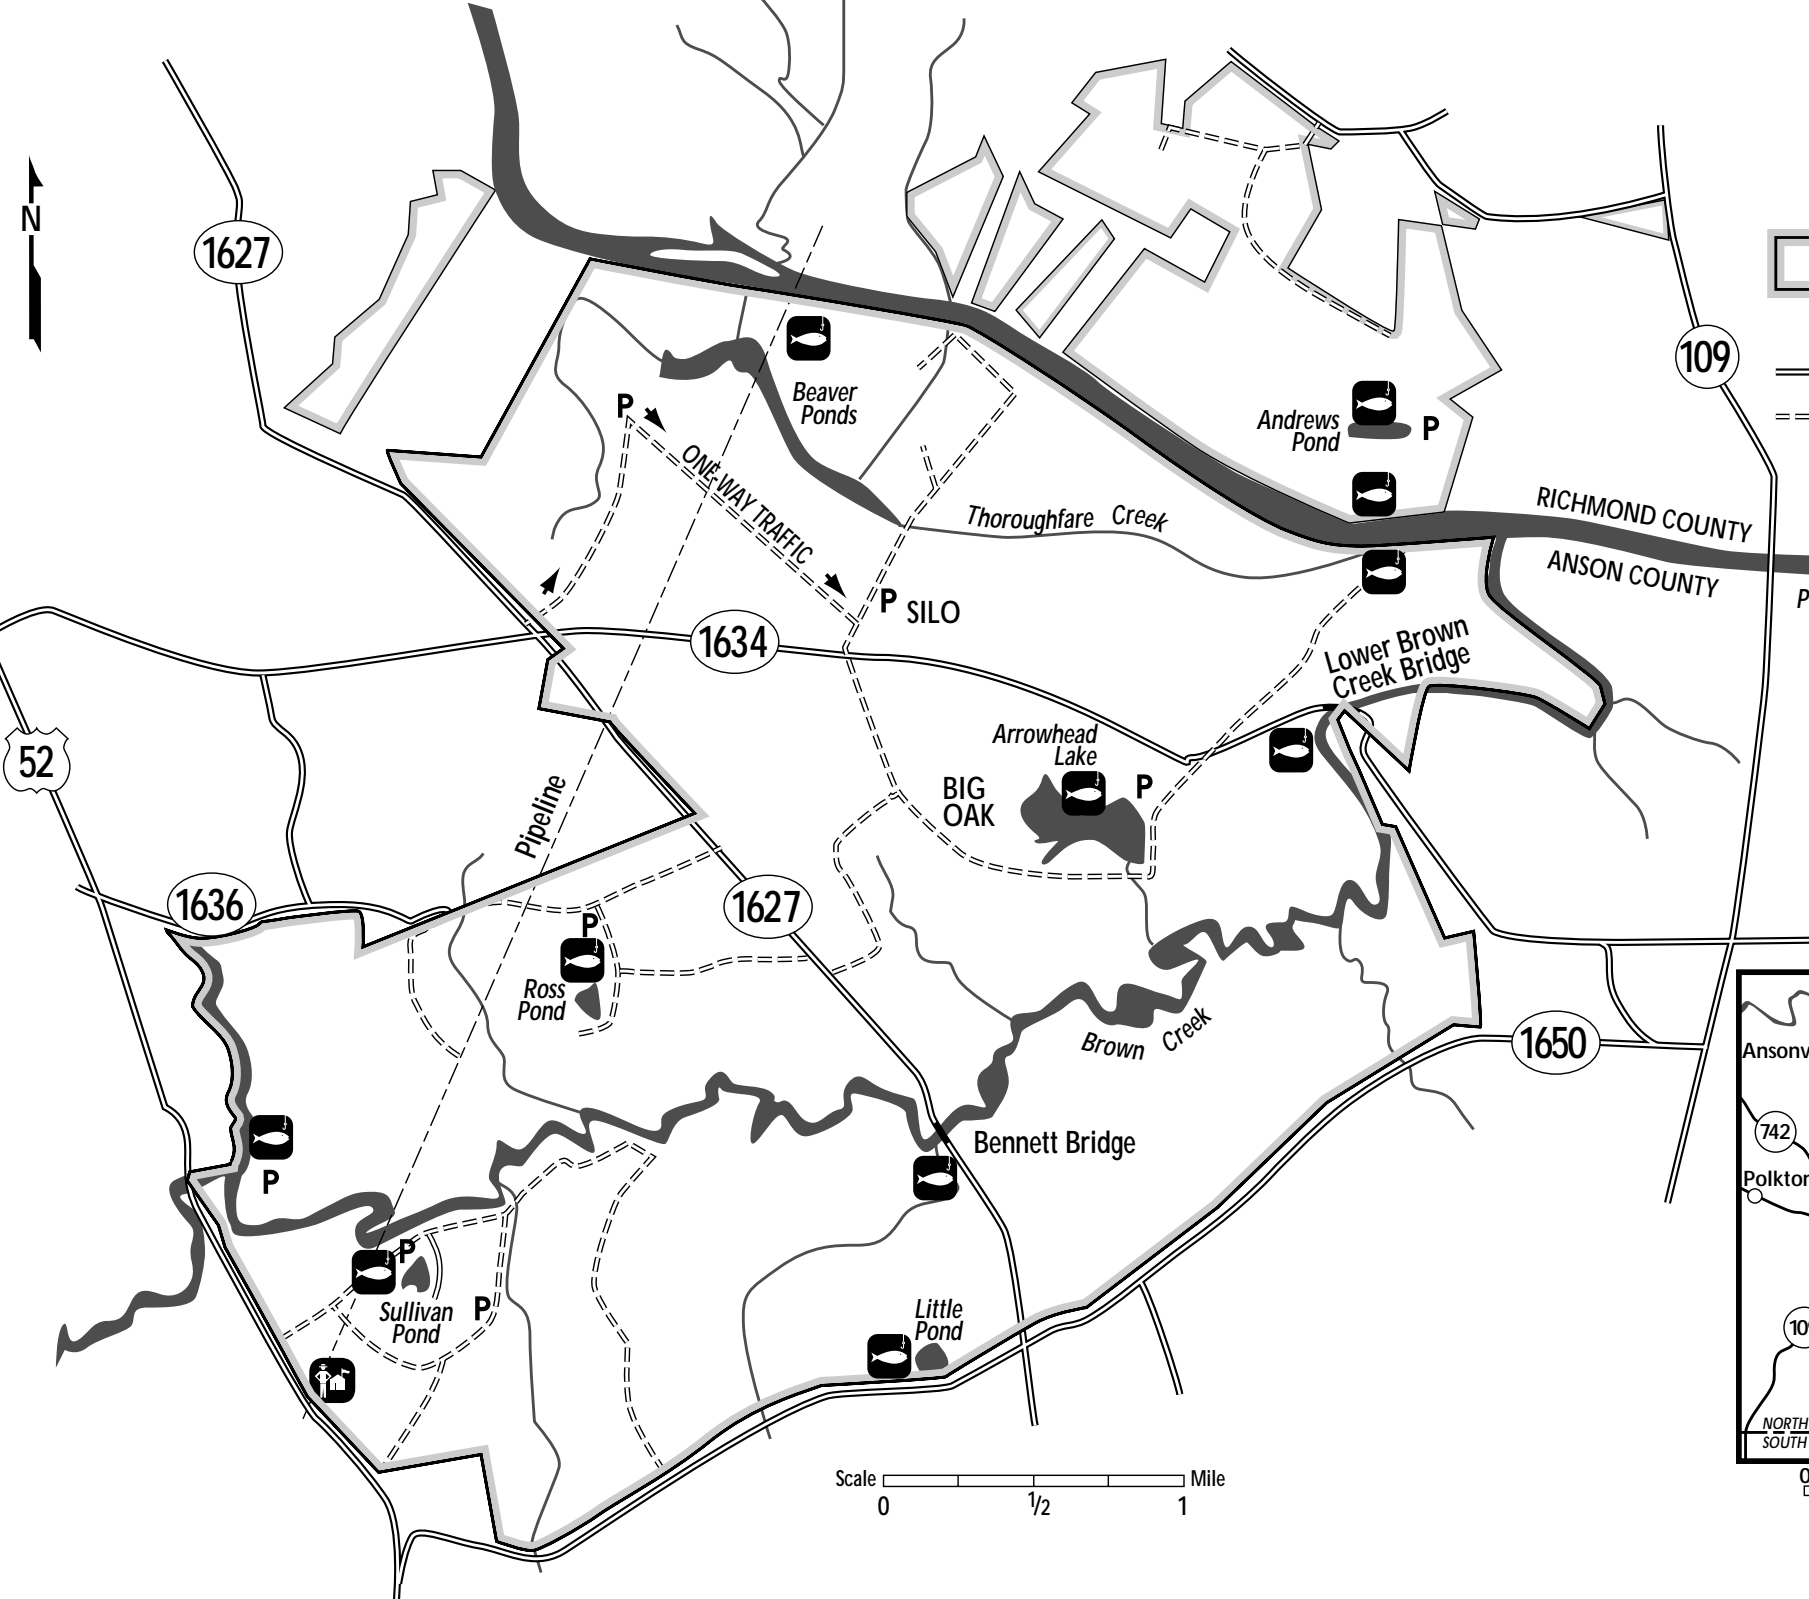 N
1627
109
Beaver
Ponds
P
ONE-WAY TRAFFIC
Andrews
Pond
P
Thoroughfare Creek
RICHMOND COUNTY
ANSON COUNTY
P
P SILO
1634
Lower Brown
Creek Bridge
52
Arrowhead
Lake
P
BIG
OAK
Pipeline
1636
1627
P
Ross
Pond
Brown Creek
1650
Ansonv
742
Polkton
P
Bennett Bridge
P
Sullivan
Pond
P
Little
Pond
10
NORTH
SOUTH
Scale
Mile
0
1/2
1
0